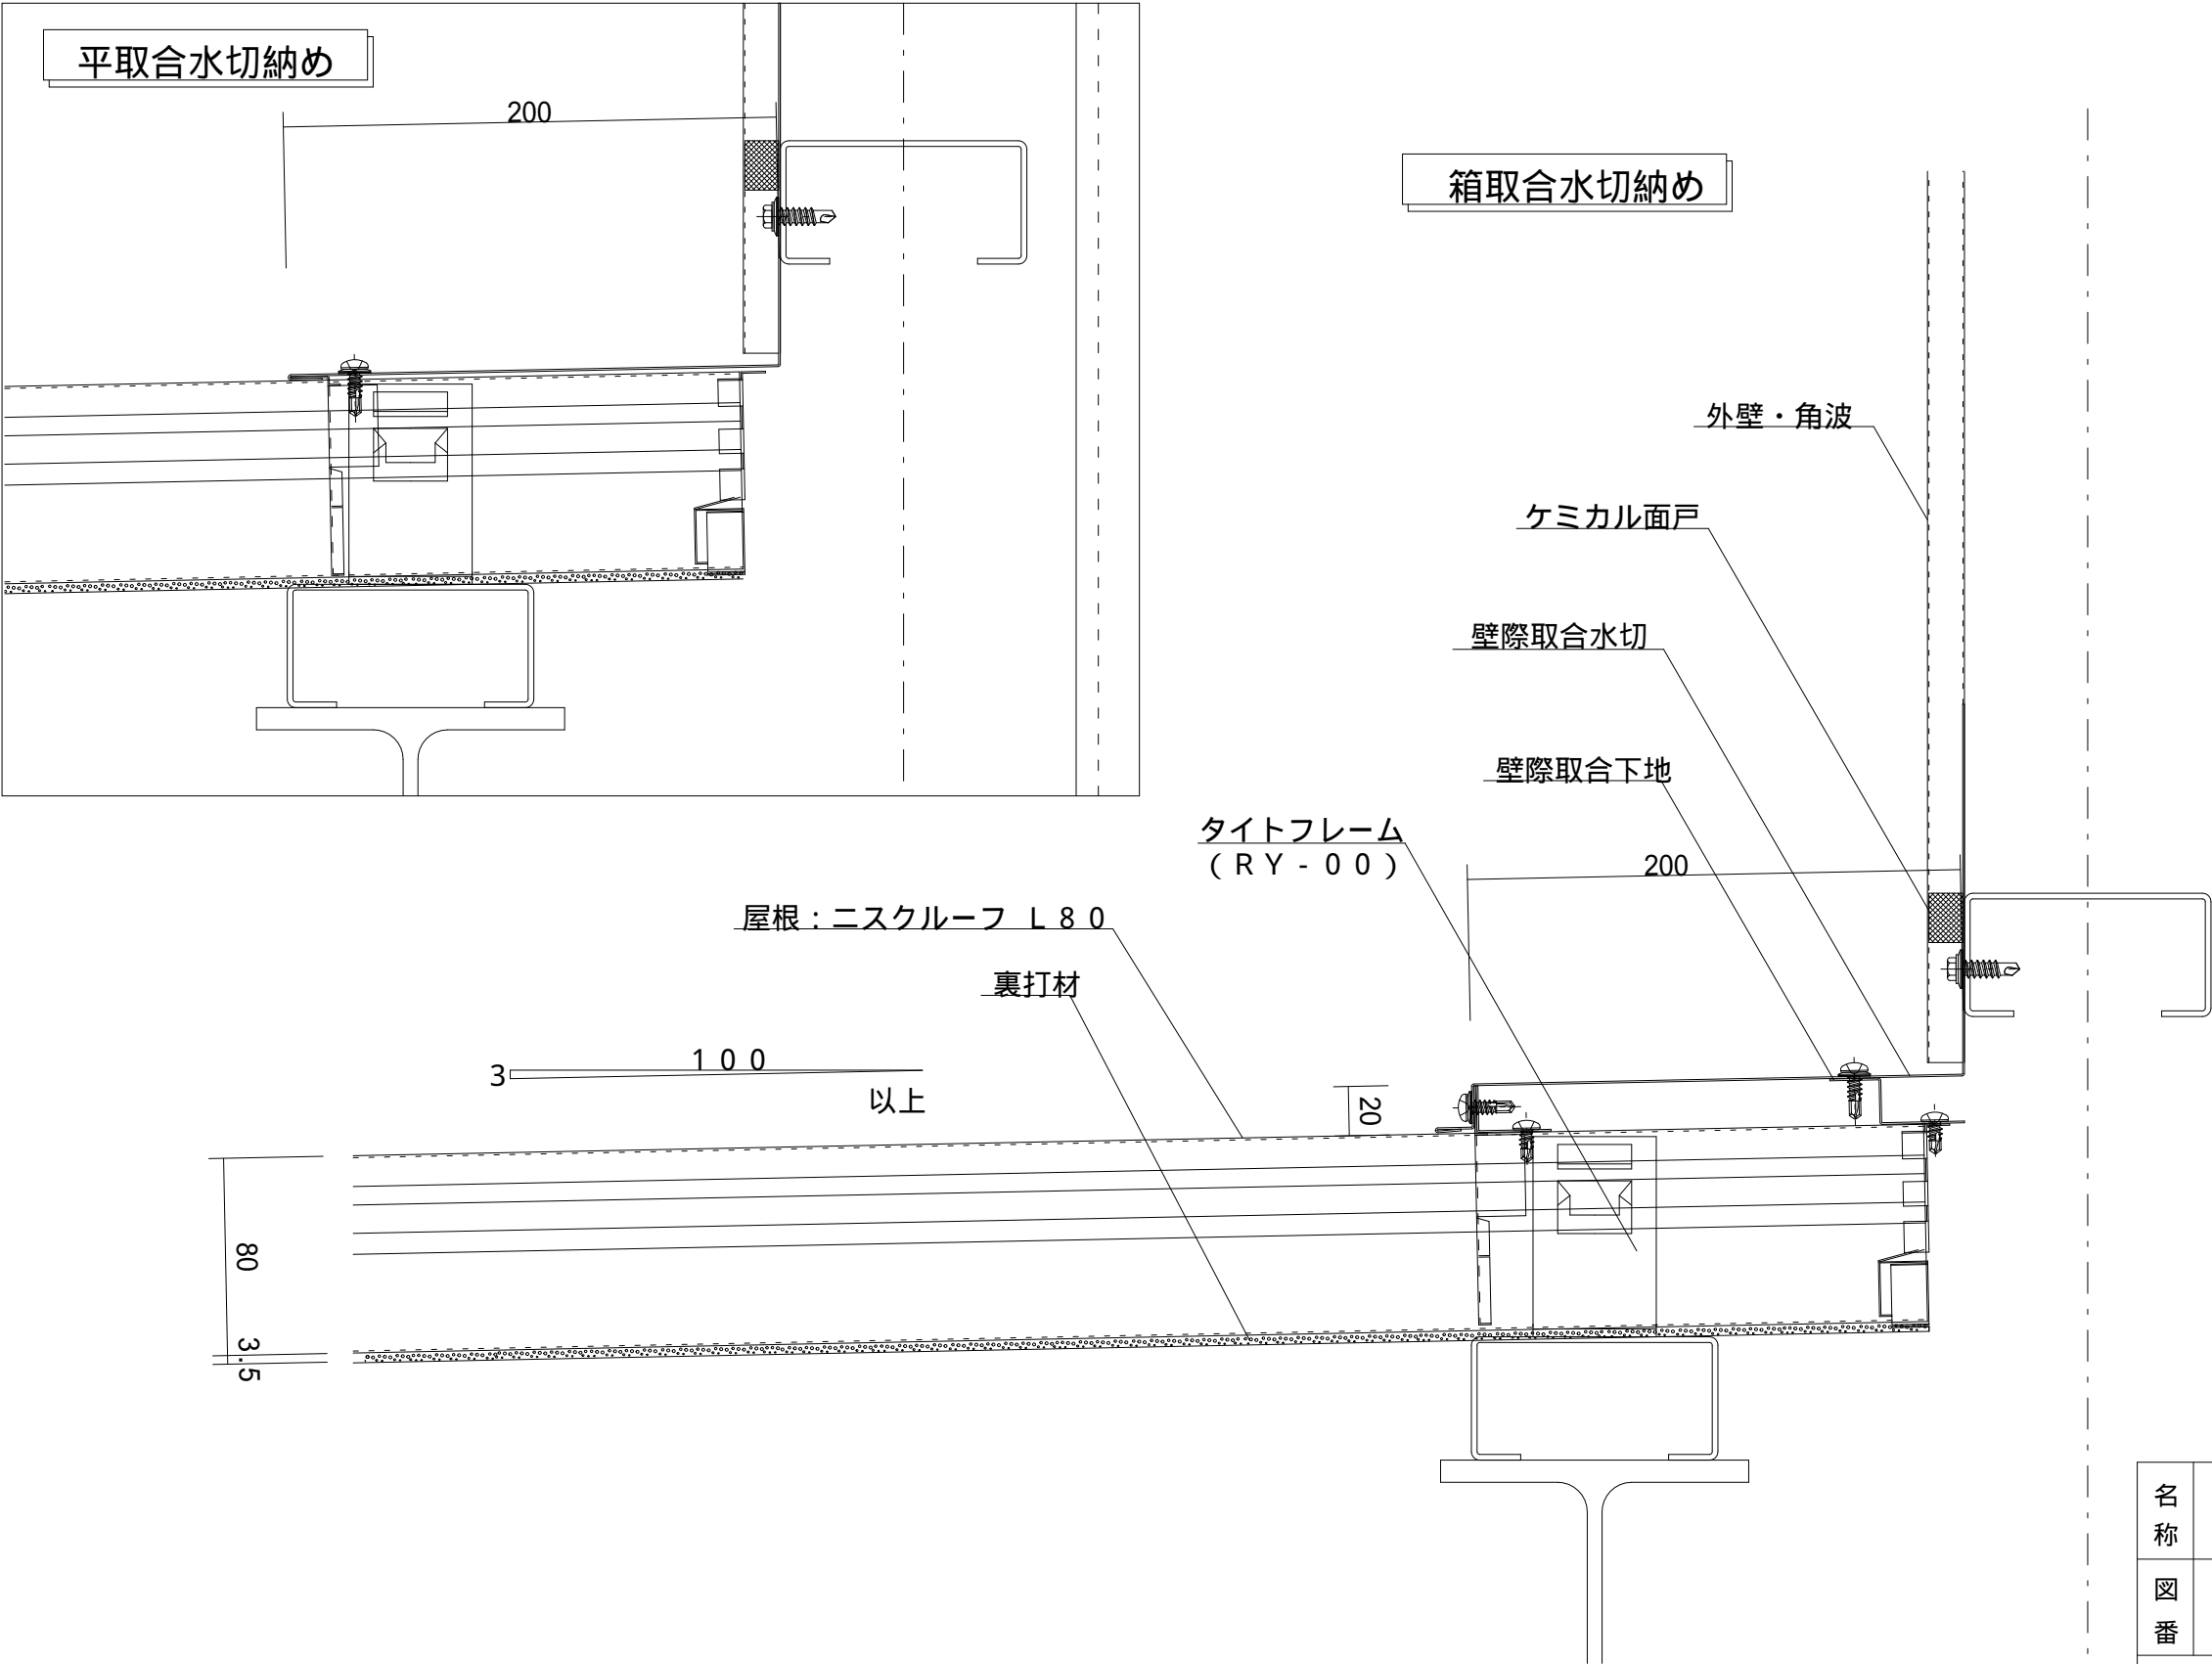 平取合水切納め
200
箱取合水切納め
外壁・角波
ケミカル面戸
壁際取合水切
壁際取合下地
タイトフレーム
（ＲＹ-００）
200
屋根：ニスクルーフ Ｌ８０
裏打材
3
１００
以上
20
80
3.5
名称
図番